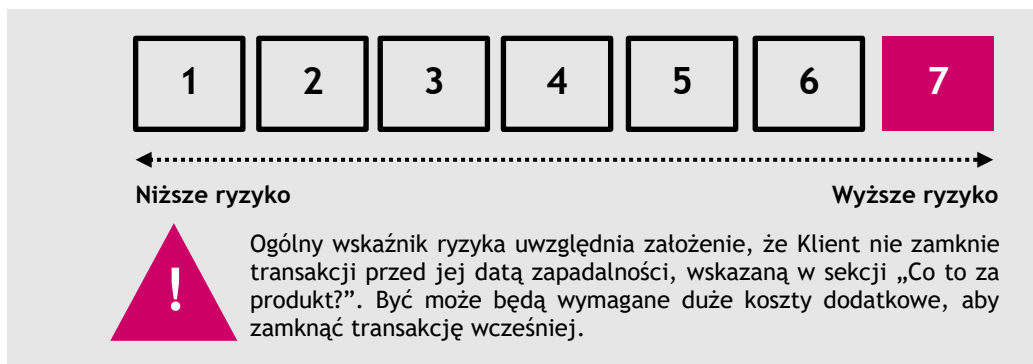 1 2 3 4 5 6 7
Niższe ryzyko Wyższe ryzyko
! Ogólny wskaźnik ryzyka uwzględnia założenie, że Klient nie zamknie
transakcji przed jej datą zapadalności, wskazaną w sekcji „Co to za
produkt?”. Być może będą wymagane duże koszty dodatkowe, aby
zamknąć transakcję wcześniej.